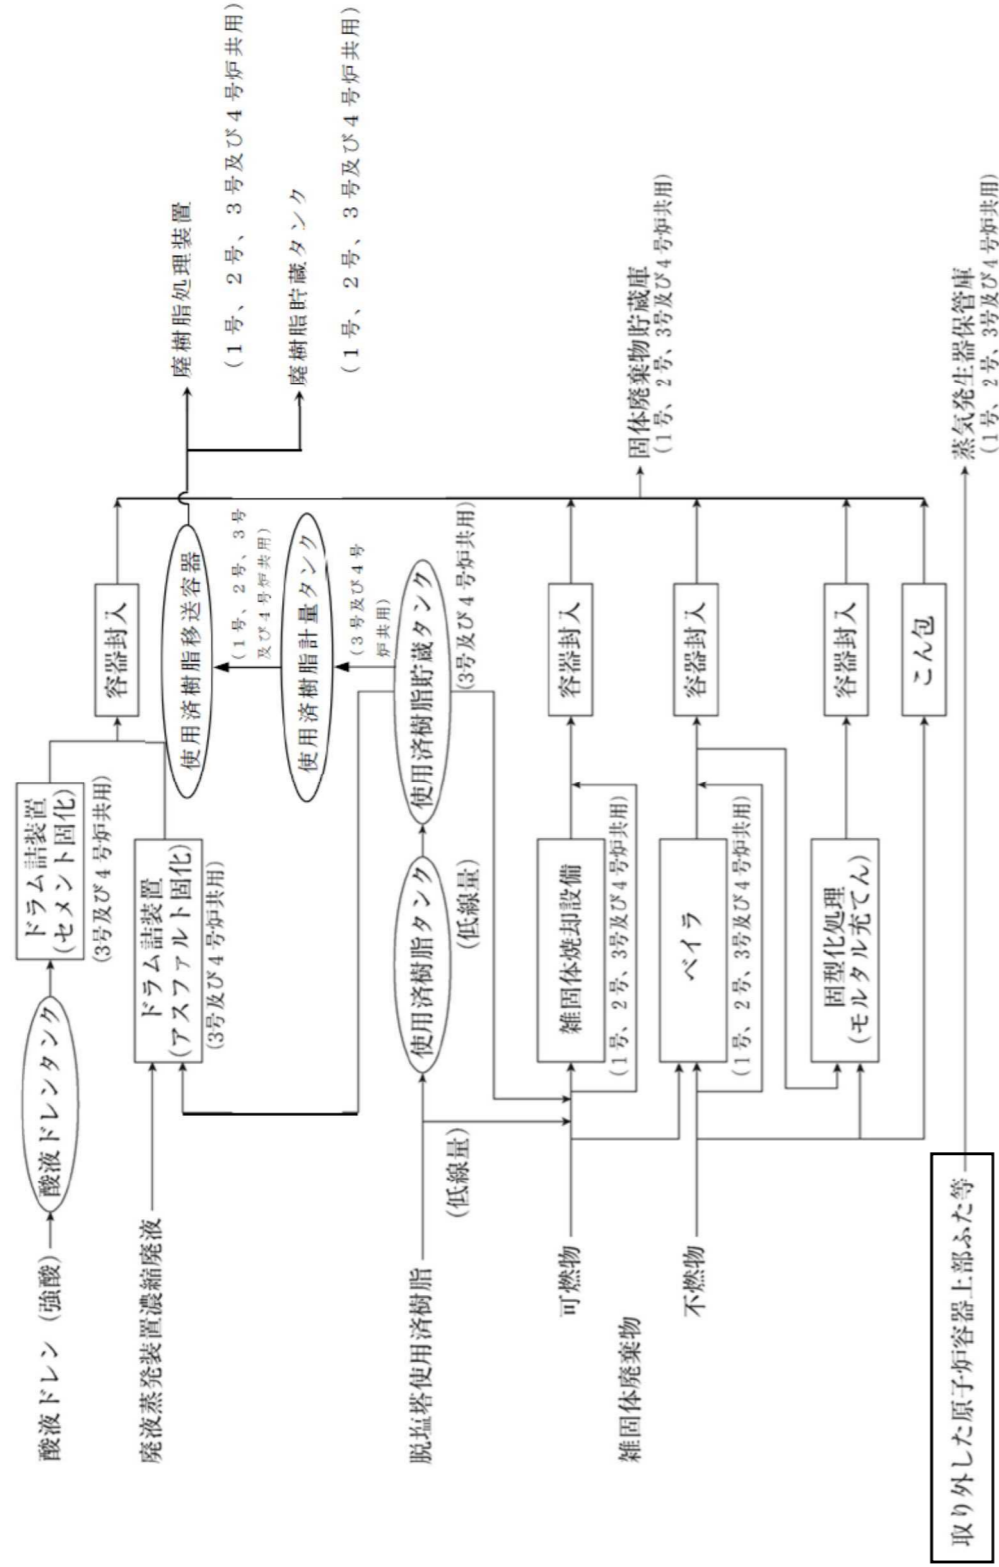 酸液ドレン（強酸）
酸液ドレンタンク
ドラム詰装置
(セメント固化)
(3号及び4号炉共用)
容器封入
廃液蒸発装置濃縮廃液
ドラム詰装置
(アスファルト固化)
(3号及び4号炉共用)
使用済樹脂移送容器
(1号、2号、3号
及び4号炉共用)
廃樹脂処理装置
(1号、2号、3号及び4号炉共用)
使用済樹脂計量タンク
(3号及び4号
炉共用)
廃樹脂貯蔵タンク
(1号、2号、3号及び4号炉共用)
脱塩塔使用済樹脂
使用済樹脂タンク
使用済樹脂貯蔵タンク
(3号及び4号炉共用)
(低線量)
(低線量)
雑固体廃棄物
可燃物
雑固体焼却設備
(1号、2号、3号及び4号炉共用)
容器封入
固体廃棄物貯蔵庫
(1号、2号、3号及び4号炉共用)
不燃物
ベイラ
(1号、2号、3号及び4号炉共用)
容器封入
固型化処理
(モルタル充てん)
容器封入
こん包
取り外した原子炉容器上部ふた等
蒸気発生器保管庫
(1号、2号、3号及び4号炉共用)